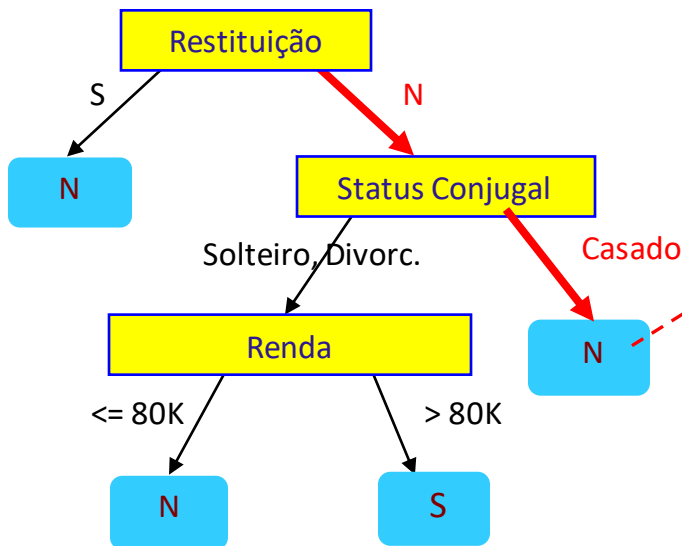 Restituição
S
N
N
Status Conjugal
Solteiro, Divorc.
Casado
Renda
N
<= 80K
> 80K
N
S